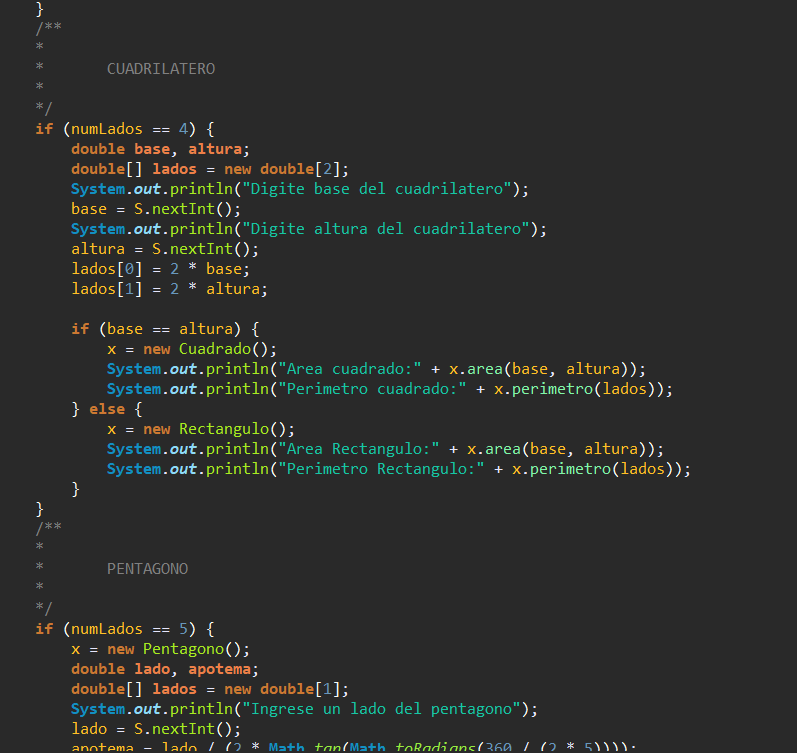 }
/**
*
*       CUADRILATERO
*
*/
if (numLados == 4) {
    double base, altura;
    double[] lados = new double[2];
    System.out.println("Digite base del cuadrilatero");
    base = S.nextInt();
    System.out.println("Digite altura del cuadrilatero");
    altura = S.nextInt();
    lados[0] = 2 * base;
    lados[1] = 2 * altura;

    if (base == altura) {
        x = new Cuadrado();
        System.out.println("Area cuadrado:" + x.area(base, altura));
        System.out.println("Perimetro cuadrado:" + x.perimetro(lados));
    } else {
        x = new Rectangulo();
        System.out.println("Area Rectangulo:" + x.area(base, altura));
        System.out.println("Perimetro Rectangulo:" + x.perimetro(lados));
    }
}
/**
*
*       PENTAGONO
*
*/
if (numLados == 5) {
    x = new Pentagono();
    double lado, apotema;
    double[] lados = new double[1];
    System.out.println("Ingrese un lado del pentagono");
    lado = S.nextInt();
    apotema = lado / (2 * Math.tan(Math.toRadians(360 / (2 * 5))));